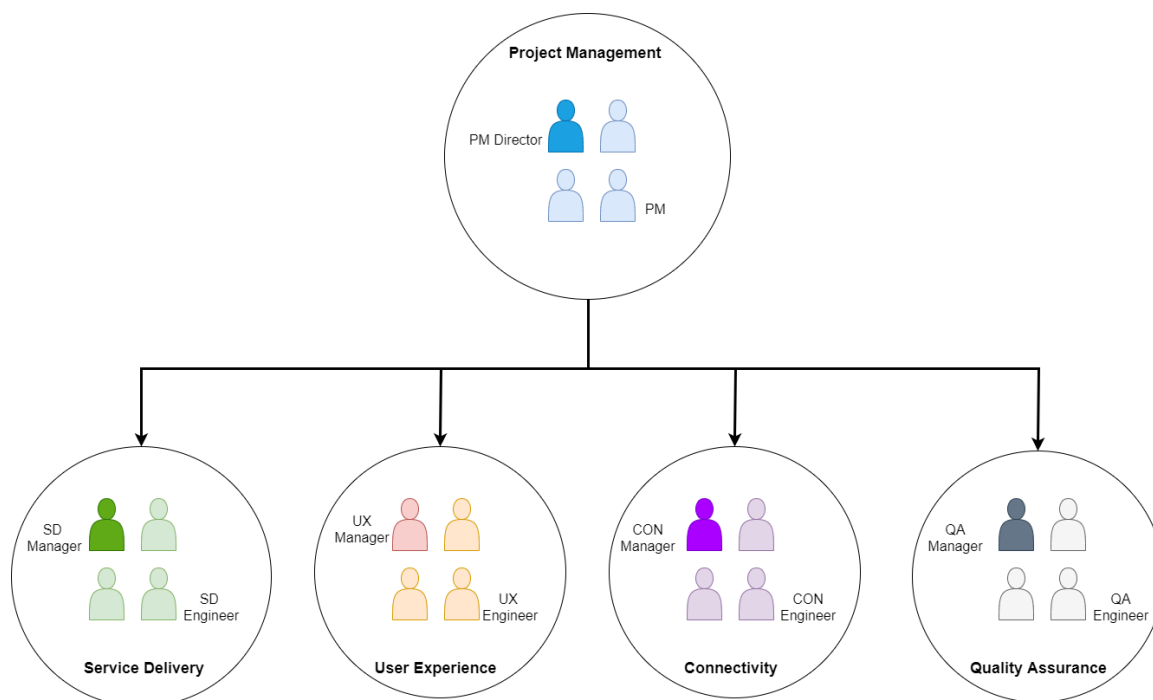 Project Management
PM Director
PM
SD
Manager
SD
Engineer
Service Delivery
UX
Manager
UX
Engineer
User Experience
CON
Manager
CON
Engineer
Connectivity
QA
Manager
QA
Engineer
Quality Assurance